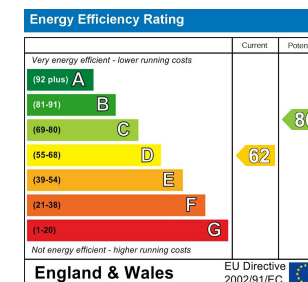 Energy Efficiency Rating
Current
Very energy efficient - lower running costs
(92 plus) A
(81-91) B
(69-80) C
(55-68) D 62
(39-54) E
(21-38) F
(1-20) G
Not energy efficient - higher running costs
England & Wales
EU Directive
2002/91/EC